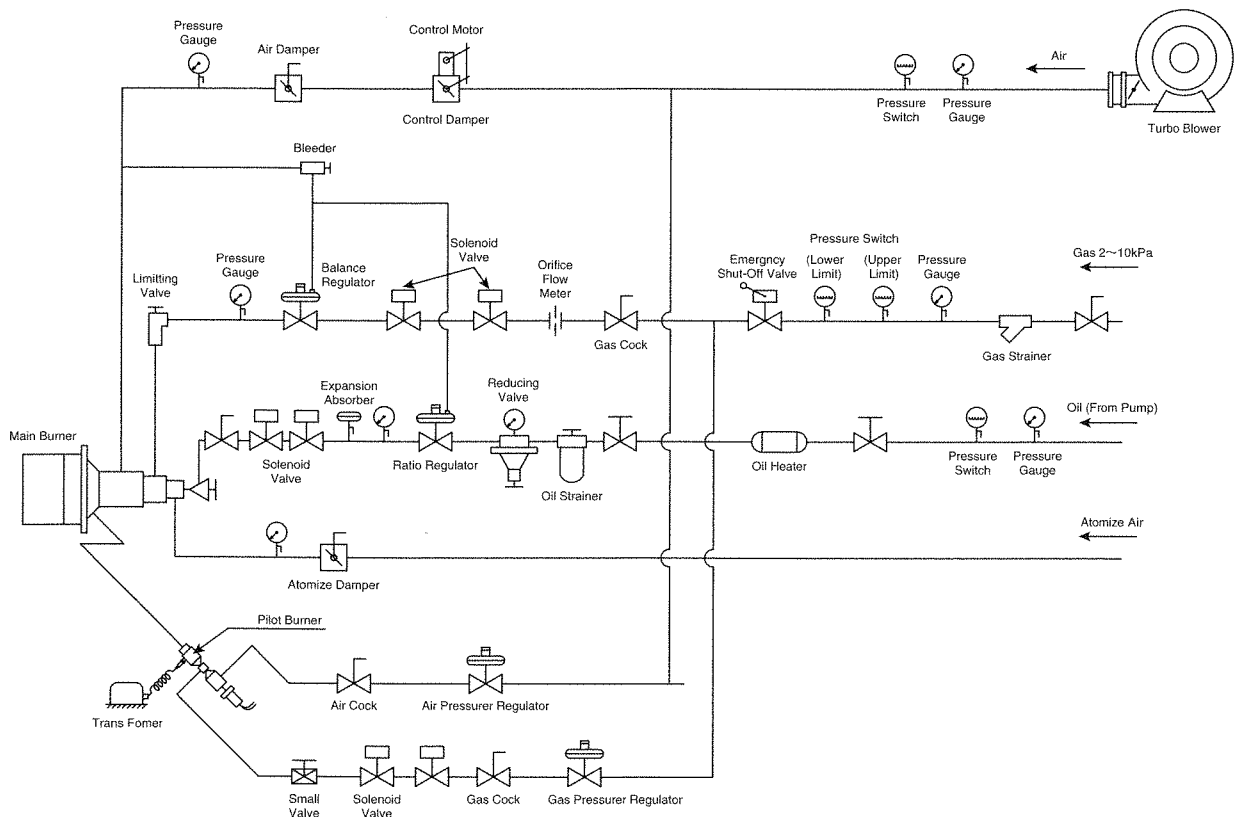 Pressure
Gauge
Air Damper
Control Motor
Control Damper
Air
Pressure
Switch
Pressure
Gauge
Turbo Blower
Bleeder
Limitting
Valve
Pressure
Gauge
Balance
Regulator
Solenoid
Valve
Orifice
Flow
Meter
Gas Cock
Emergncy
Shut-Off Valve
Pressure Switch
(Lower
Limit)
(Upper
Limit)
Pressure
Gauge
Gas 2～10kPa
Gas Strainer
Main Burner
Solenoid
Valve
Expansion
Absorber
Ratio Regulator
Reducing
Valve
Oil Strainer
Oil Heater
Pressure
Switch
Pressure
Gauge
Oil (From Pump)
Atomize Air
Atomize Damper
Pilot Burner
Trans Fomer
Air Cock
Air Pressurer Regulator
Small
Valve
Solenoid
Valve
Gas Cock
Gas Pressurer Regulator